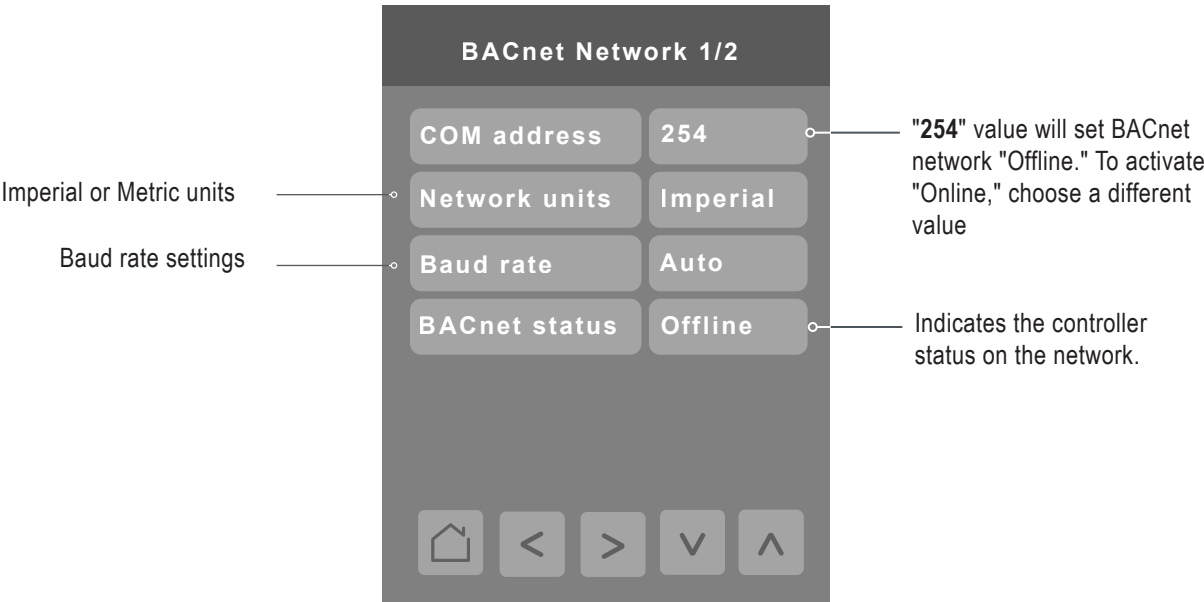 BACnet Network 1/2
COM address 254
Network units Imperial
Baud rate Auto
BACnet status Offline
Imperial or Metric units
Baud rate settings
"254" value will set BACnet
network "Offline." To activate
"Online," choose a different
value
Indicates the controller
status on the network.